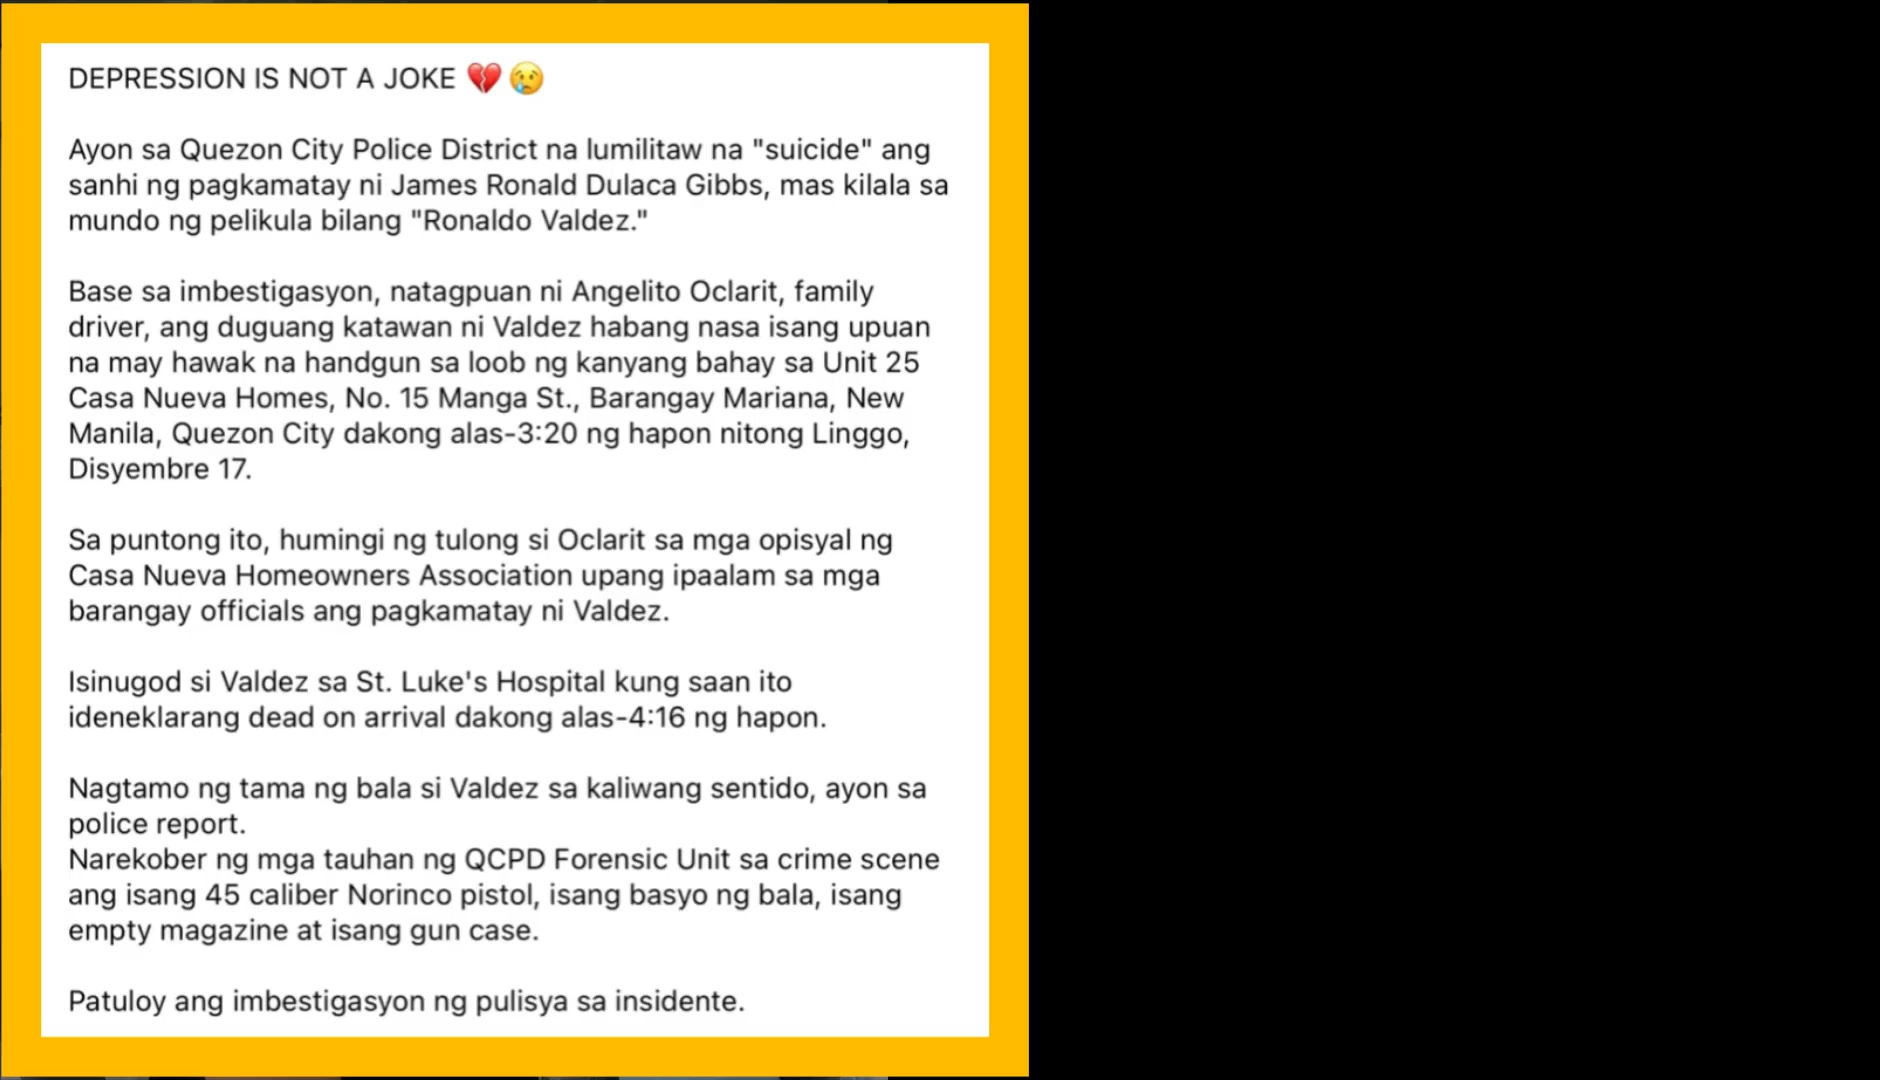 DEPRESSION IS NOT A JOKE 💔 😢
Ayon sa Quezon City Police District na lumilitaw na "suicide" ang
sanhi ng pagkamatay ni James Ronald Dulaca Gibbs, mas kilala sa
mundo ng pelikula bilang "Ronaldo Valdez."
Base sa imbestigasyon, natagpuan ni Angelito Oclarit, family
driver, ang duguang katawan ni Valdez habang nasa isang upuan
na may hawak na handgun sa loob ng kanyang bahay sa Unit 25
Casa Nueva Homes, No. 15 Manga St., Barangay Mariana, New
Manila, Quezon City dakong alas-3:20 ng hapon nitong Linggo,
Disyembre 17.
Sa puntong ito, humingi ng tulong si Oclarit sa mga opisyal ng
Casa Nueva Homeowners Association upang ipaalam sa mga
barangay officials ang pagkamatay ni Valdez.
Isinugod si Valdez sa St. Luke's Hospital kung saan ito
ideneklarang dead on arrival dakong alas-4:16 ng hapon.
Nagtamo ng tama ng bala si Valdez sa kaliwang sentido, ayon sa
police report.
Narekober ng mga tauhan ng QCPD Forensic Unit sa crime scene
ang isang 45 caliber Norinco pistol, isang basyo ng bala, isang
empty magazine at isang gun case.
Patuloy ang imbestigasyon ng pulisya sa insidente.